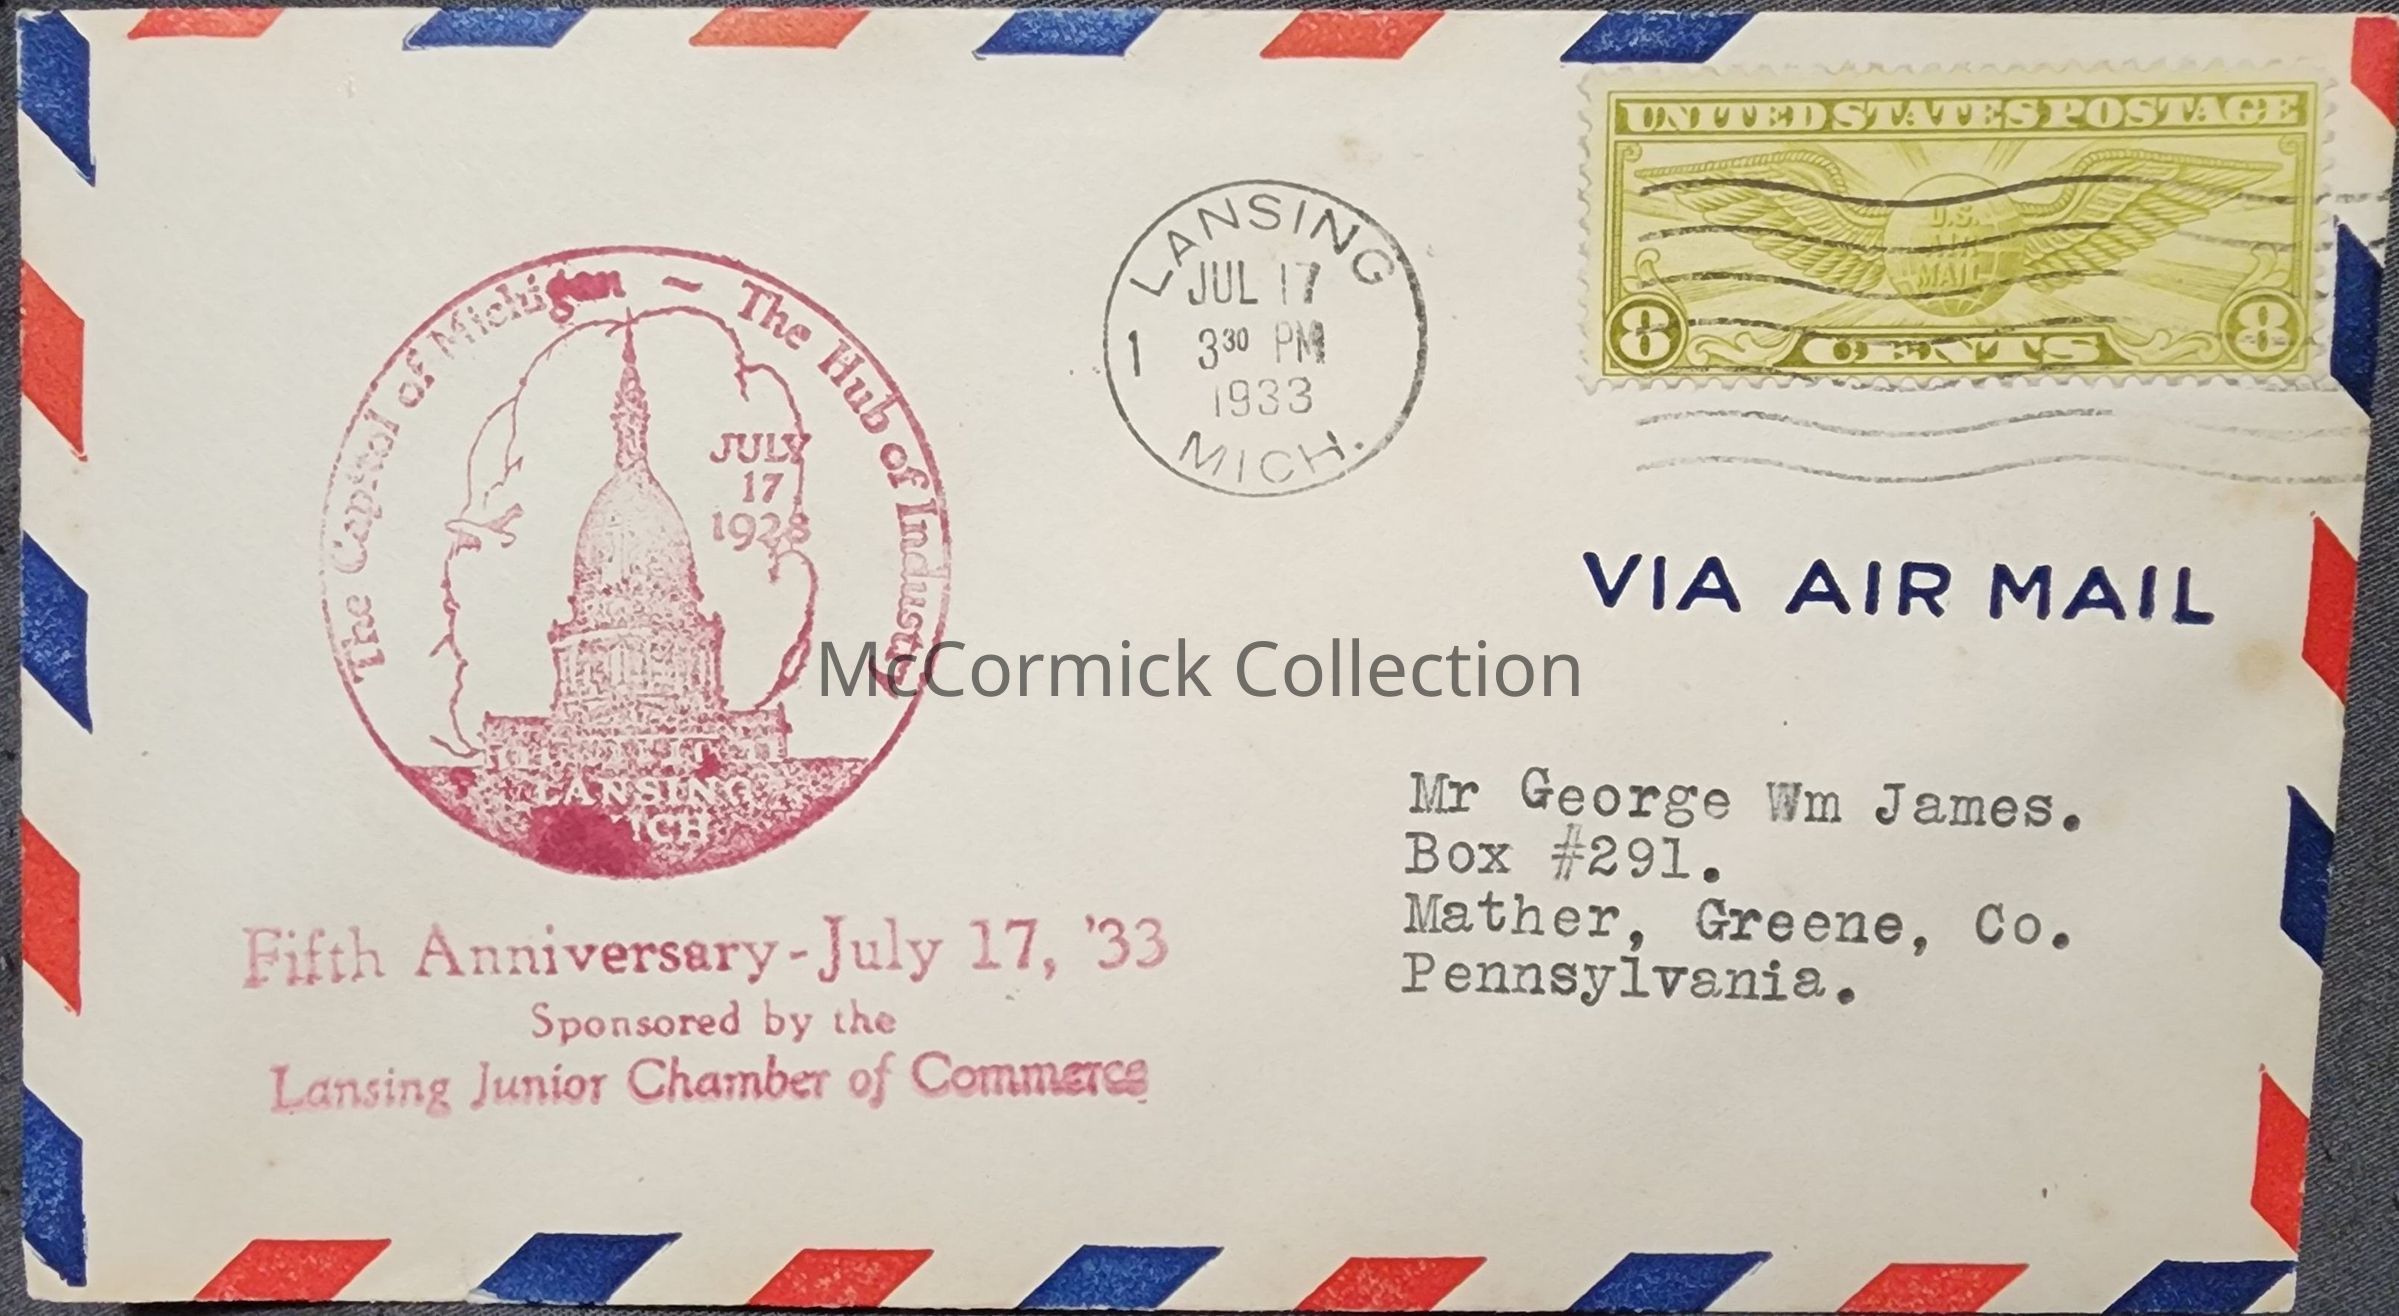 The Capitol of Michigan ~ The Hub of Industry
JULY
17
1928
LANSING
MICH
Fifth Anniversary - July 17, '33
Sponsored by the
Lansing Junior Chamber of Commerce
LANSING
JUL 17
1 3 30 PM
1933
MICH.
UNITED STATES POSTAGE
U.S.
AIR
MAIL
8 CENTS 8
VIA AIR MAIL
McCormick Collection
Mr George Wm James.
Box #291.
Mather, Greene, Co.
Pennsylvania.